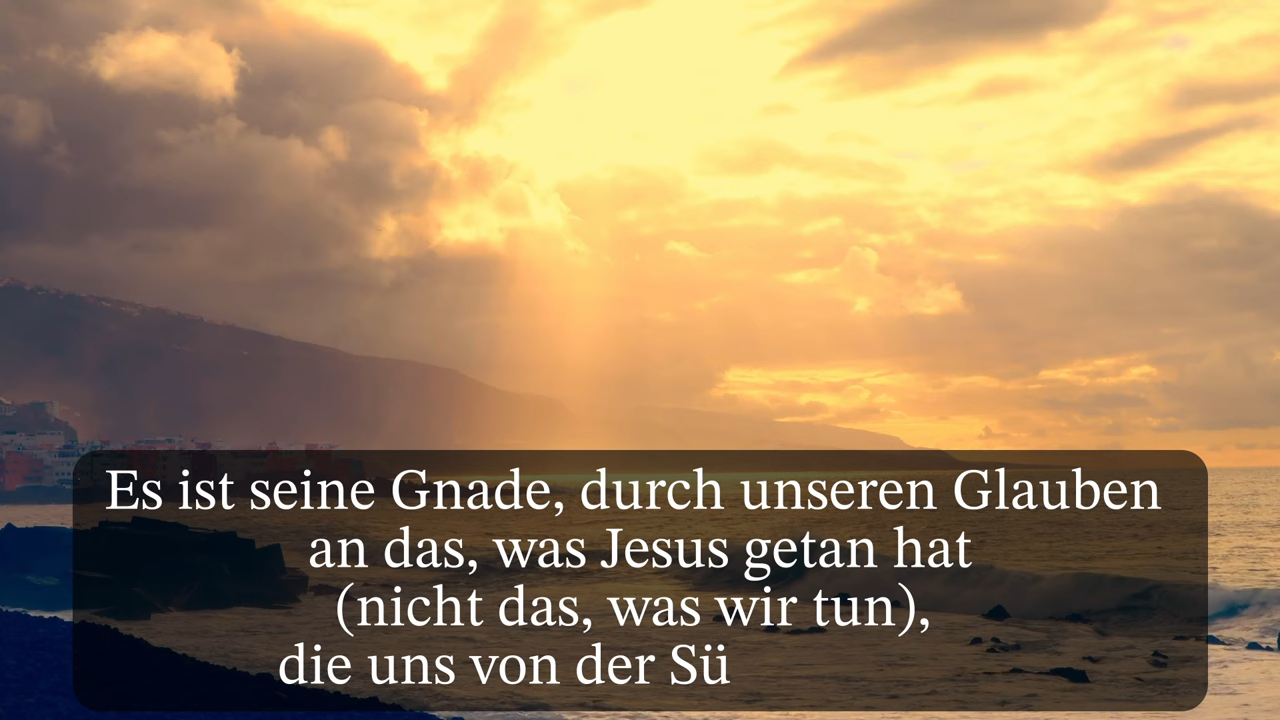 Es ist seine Gnade, durch unseren Glauben
an das, was Jesus getan hat
(nicht das, was wir tun),
die uns von der Sü